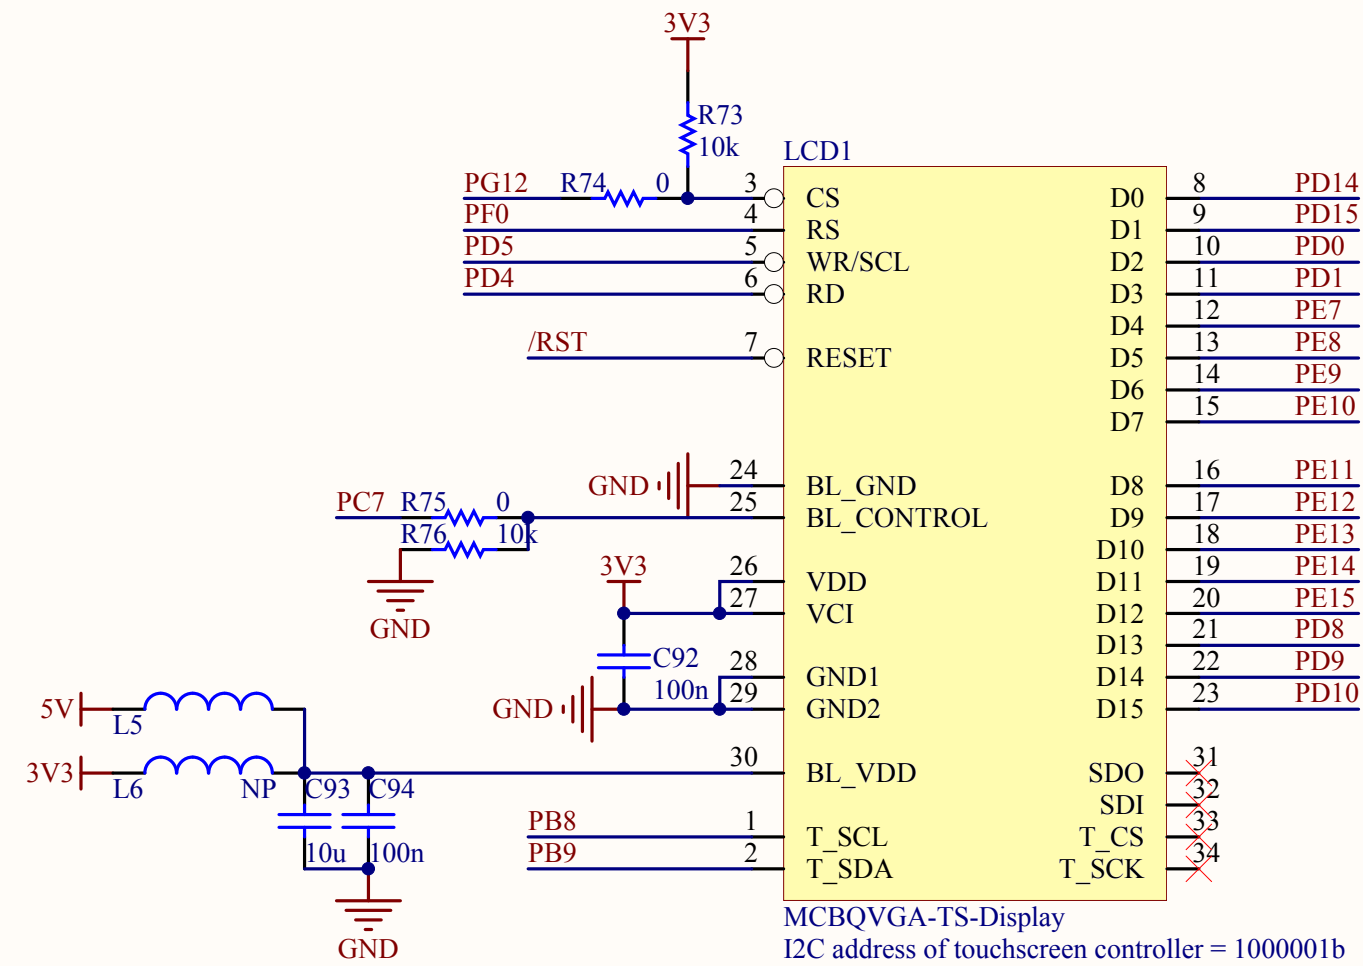 3V3
R73
10k
LCD1
PG12 R74 0 3 CS D0 8 PD14
PF0 4 RS D1 9 PD15
PD5 5 WR/SCL D2 10 PD0
PD4 6 RD D3 11 PD1
D4 12 PE7
/RST 7 RESET D5 13 PE8
D6 14 PE9
D7 15 PE10
GND 24 BL_GND D8 16 PE11
PC7 R75 0 25 BL_CONTROL D9 17 PE12
R76 10k D10 18 PE13
3V3 26 VDD D11 19 PE14
27 VCI D12 20 PE15
GND D13 21 PD8
C92 28 GND1 D14 22 PD9
100n
GND 29 GND2 D15 23 PD10
5V L5
3V3 L6 NP C93 C94 30 BL_VDD SDO 31
SDI 32
10u 100n
PB8 1 T_SCL T_CS 33
PB9 2 T_SDA T_SCK 34
GND
MCBQVGA-TS-Display
I2C address of touchscreen controller = 1000001b